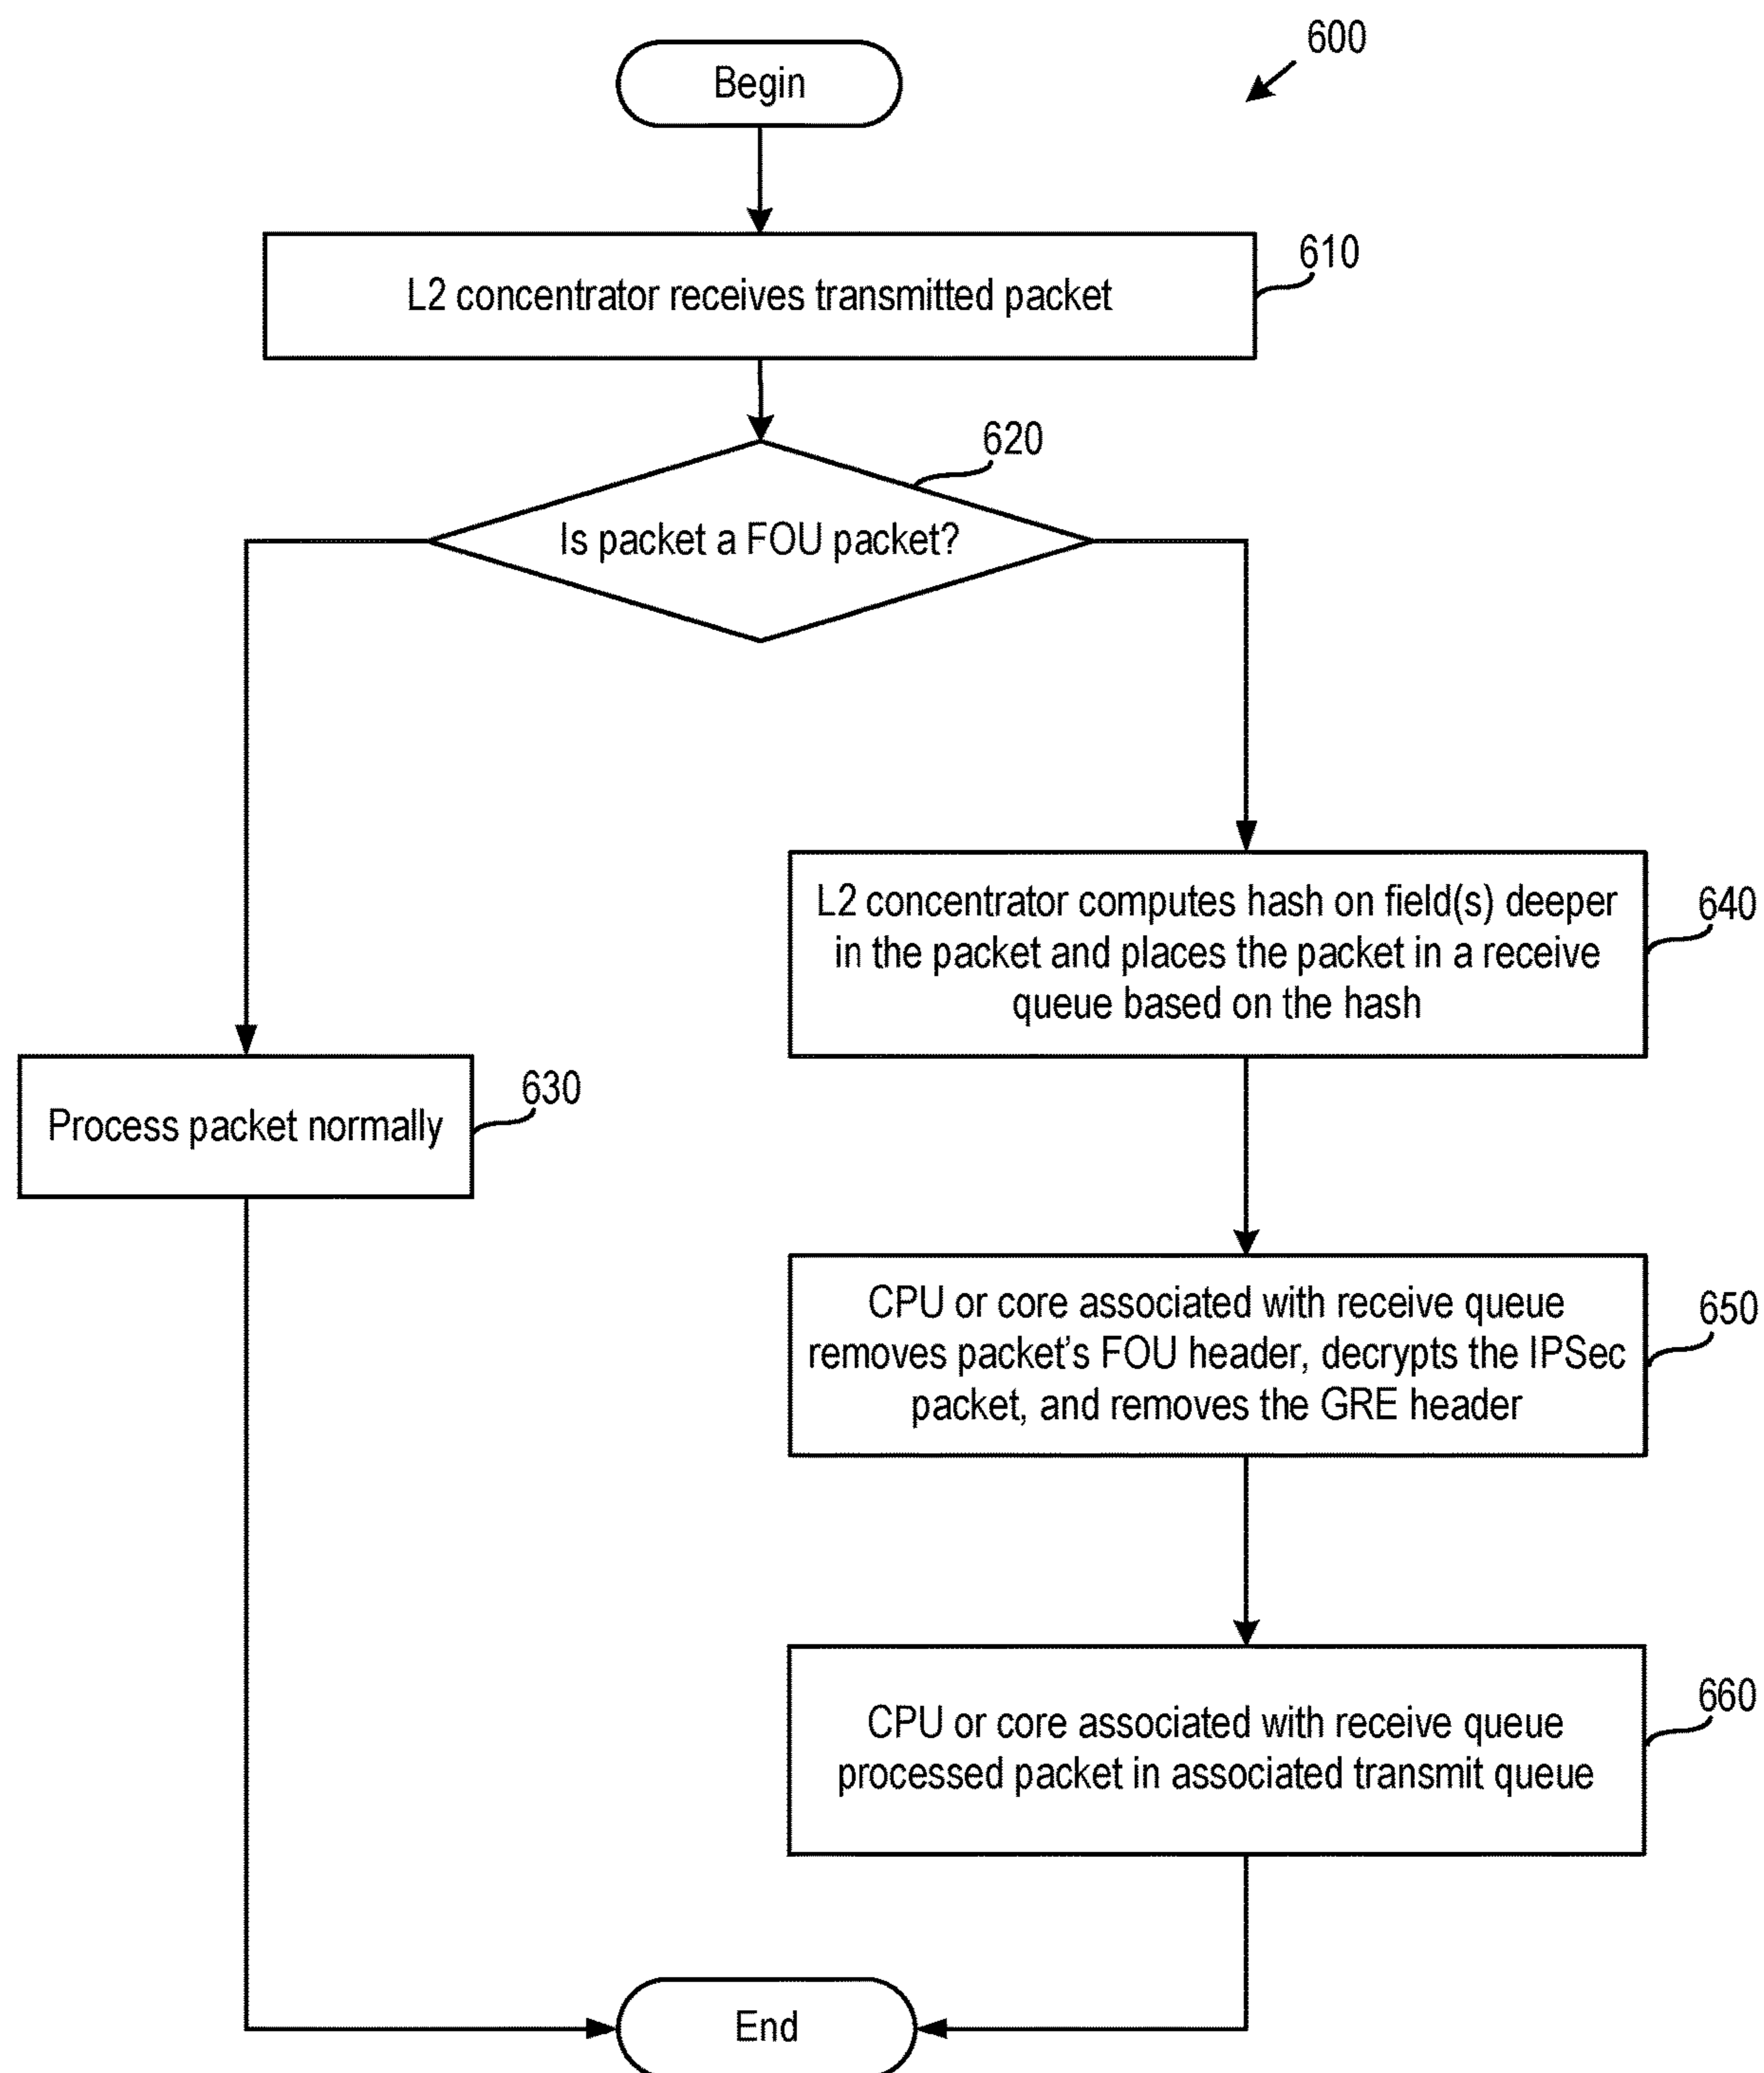 600
Begin
610
L2 concentrator receives transmitted packet
620
Is packet a FOU packet?
L2 concentrator computes hash on field(s) deeper
in the packet and places the packet in a receive
queue based on the hash
640
630
Process packet normally
CPU or core associated with receive queue
removes packet's FOU header, decrypts the IPSec
packet, and removes the GRE header
650
CPU or core associated with receive queue
processed packet in associated transmit queue
660
End